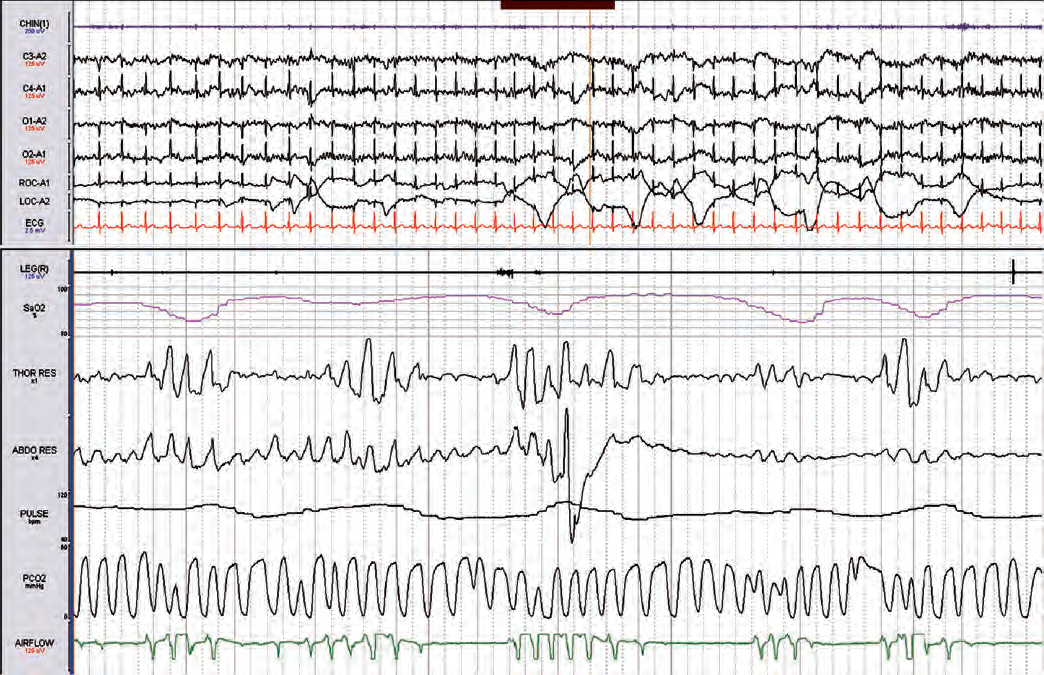 CHIN(1)
250 uV
C3-A2
125 uV
C4-A1
125 uV
O1-A2
125 uV
O2-A1
125 uV
ROC-A1
LOC-A2
ECG
2.5 mV
LEG(R)
125 uV
100
SaO2
%
THOR RES
x1
ABDO RES
x4
120
PULSE
bpm
40
PCO2
mmHg
0
AIRFLOW
125 uV